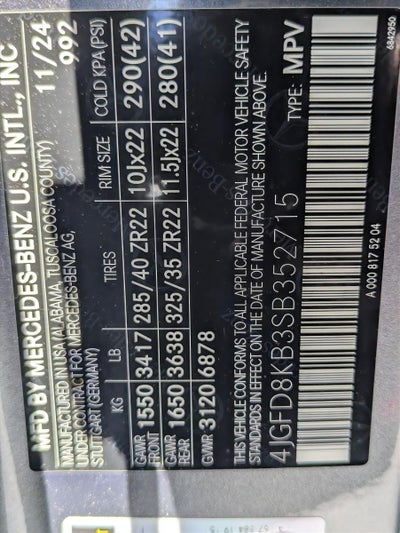 MFD BY MERCEDES-BENZ U.S. INTL., INC 11/24
MANUFACTURED IN USA (ALABAMA, TUSCALOOSA COUNTY) 992
UNDER CONTRACT FOR MERCEDES-BENZ AG,
STUTTGART (GERMANY)
KG LB TIRES RIM SIZE COLD KPA (PSI)
GAWR FRONT 1550 3417 285/40 ZR22 10Jx22 290(42)
GAWR REAR 1650 3638 325/35 ZR22 11.5Jx22 280(41)
GVWR 3120 6878
THIS VEHICLE CONFORMS TO ALL APPLICABLE FEDERAL MOTOR VEHICLE SAFETY
STANDARDS IN EFFECT ON THE DATE OF MANUFACTURE SHOWN ABOVE.
4JGFD8KB3SB352715 TYPE: MPV
A 000 817 52 04 6842950